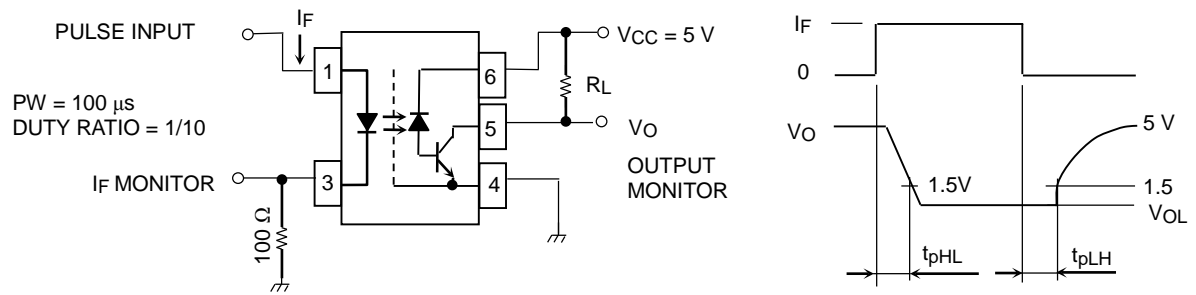 PULSE INPUT
IF
VCC = 5 V
1
6
RL
PW = 100 μs
DUTY RATIO = 1/10
5
VO
OUTPUT
MONITOR
IF MONITOR
3
4
100 Ω
IF
0
VO
5 V
1.5V
1.5
VOL
tpHL
tpLH